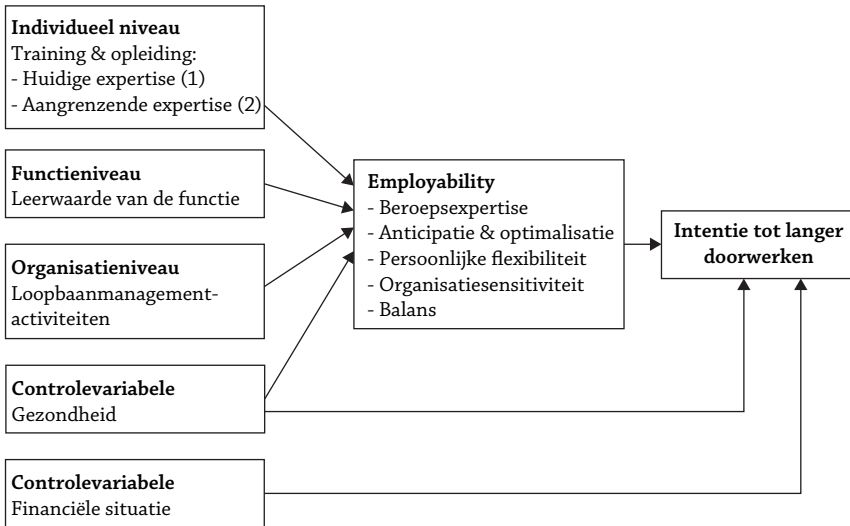 Individueel niveau
Training & opleiding:
- Huidige expertise (1)
- Aangrenzende expertise (2)
Functieniveau
Leerwaarde van de functie
Organisatieniveau
Loopbaanmanagement-
activiteiten
Controlevariabele
Gezondheid
Controlevariabele
Financiële situatie
Employability
- Beroepsexpertise
- Anticipatie & optimalisatie
- Persoonlijke flexibiliteit
- Organisatiesensitiviteit
- Balans
Intentie tot langer
doorwerken